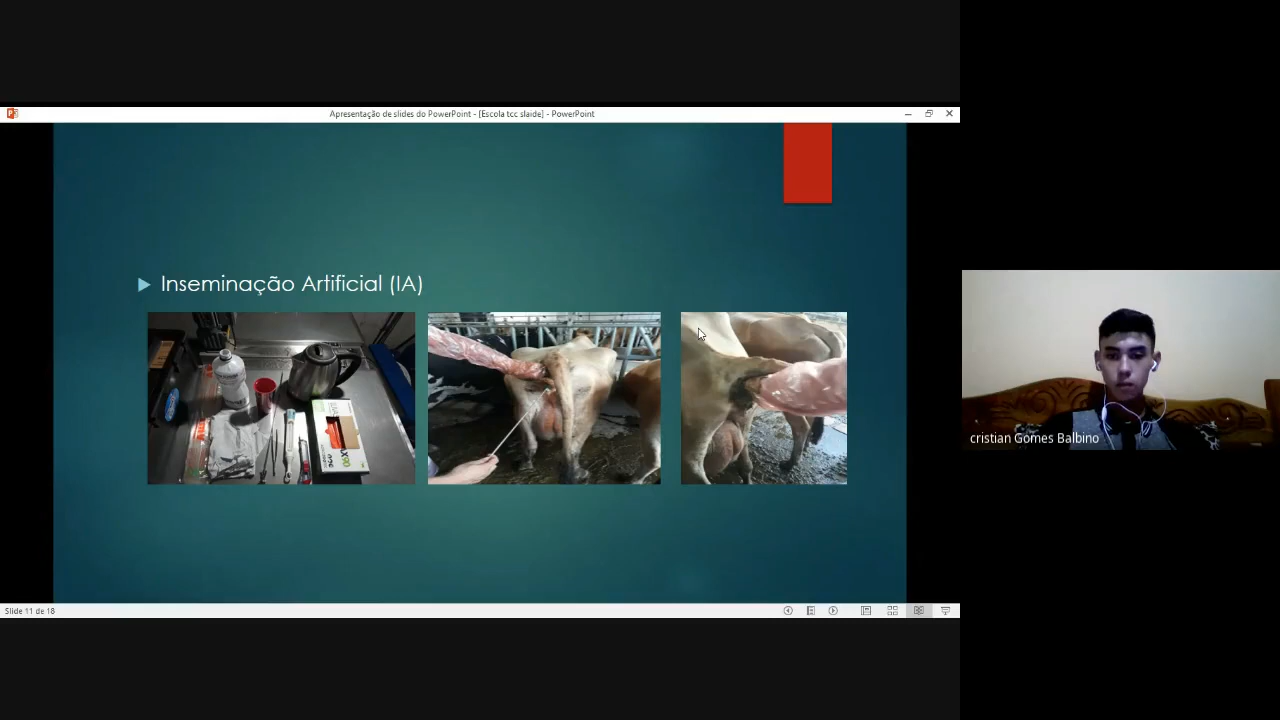 Apresentação de slides do PowerPoint - [Escola tcc slaide] - PowerPoint
Inseminação Artificial (IA)
cristian Gomes Balbino
Slide 11 de 18